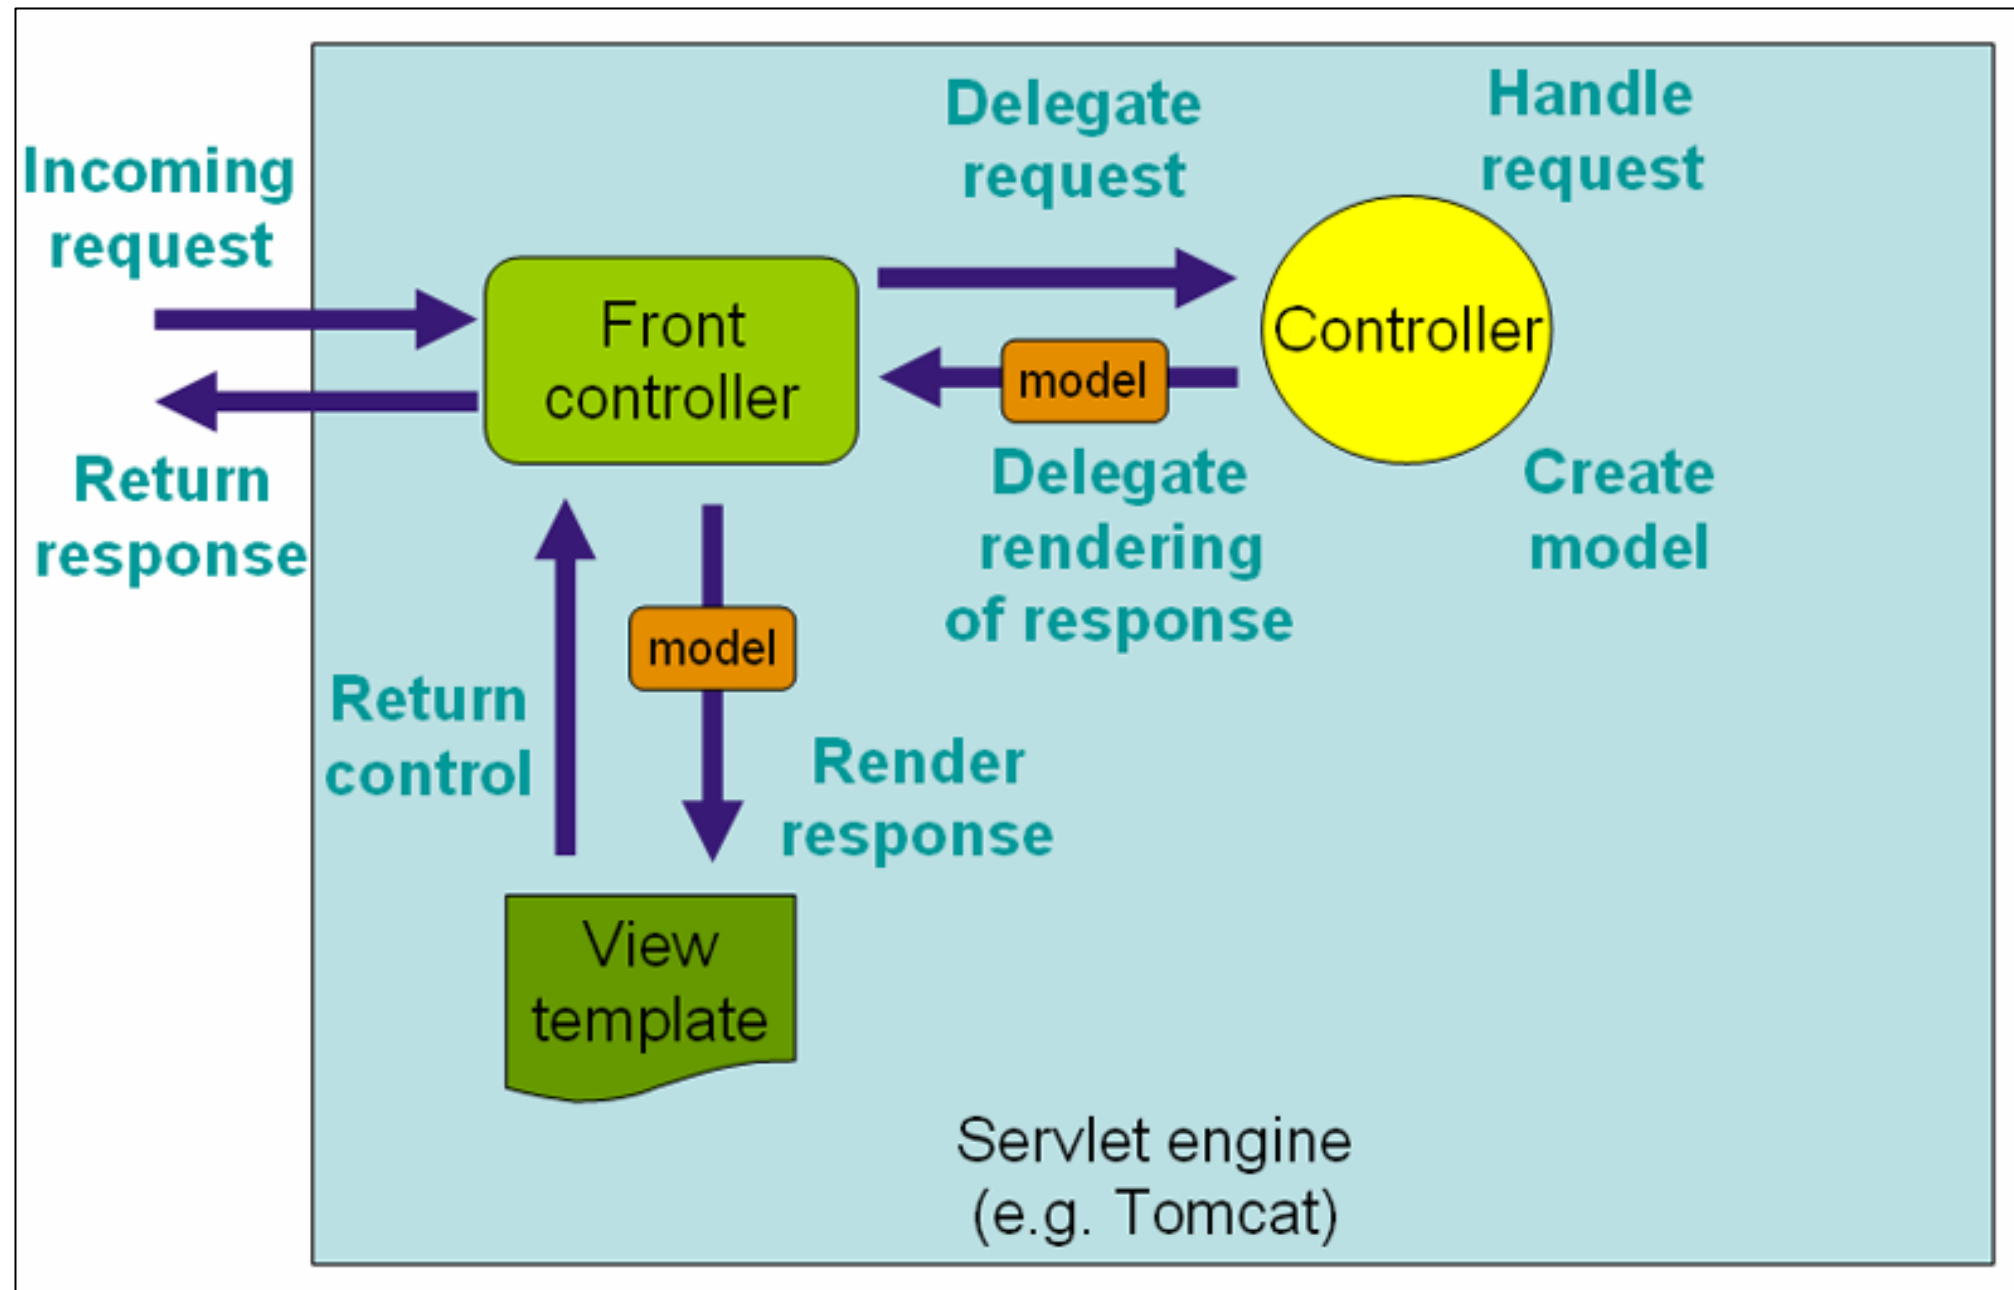 Incoming
request
Delegate
request
Handle
request
Front
controller
Controller
model
Return
response
Delegate
rendering
of response
Create
model
model
Return
control
Render
response
View
template
Servlet engine
(e.g. Tomcat)